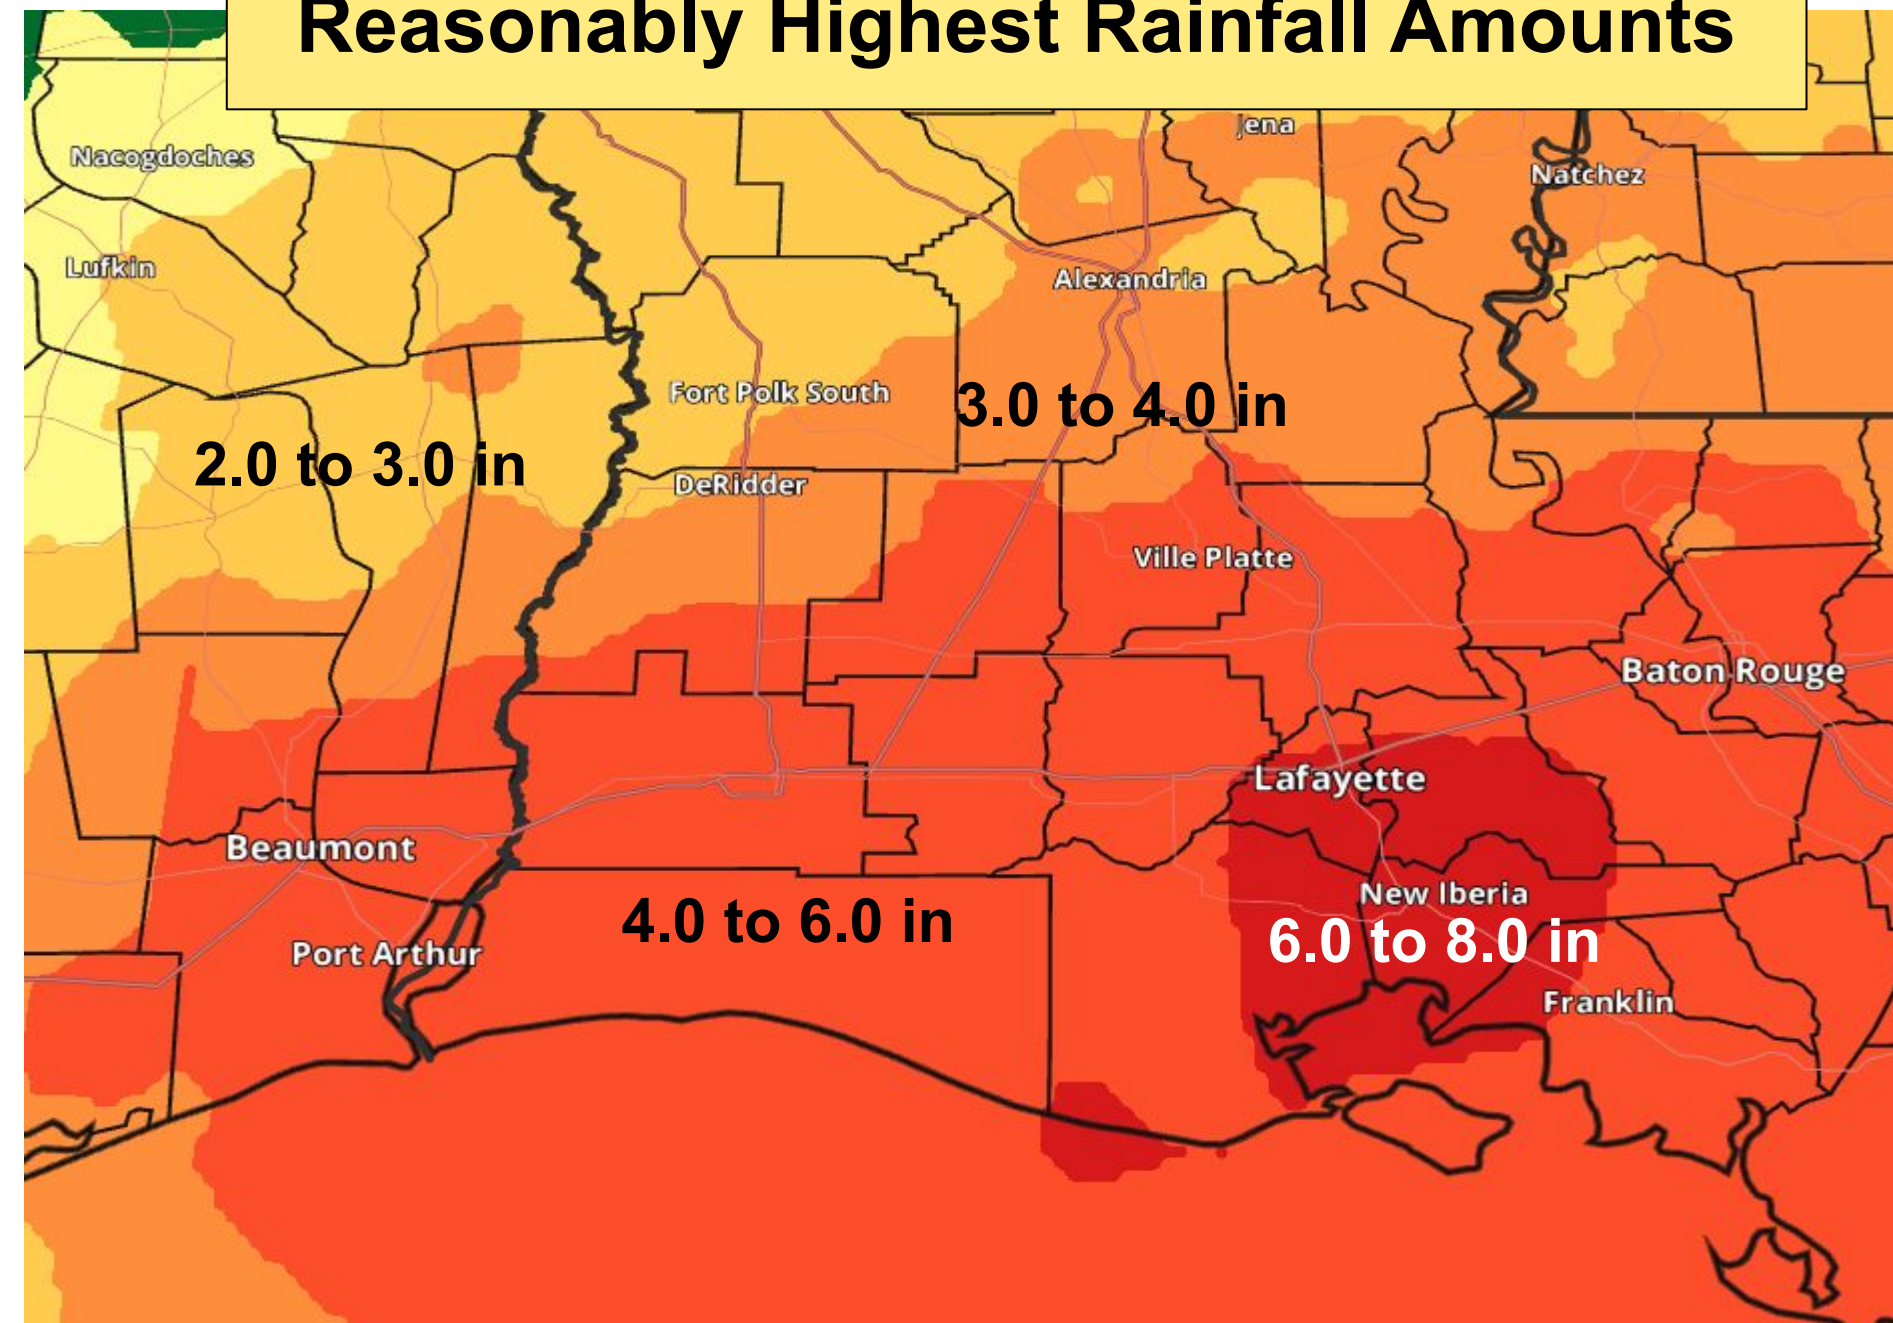 Reasonably Highest Rainfall Amounts
Jena
Nacogdoches
Natchez
Lufkin
Alexandria
Fort Polk South
3.0 to 4.0 in
2.0 to 3.0 in
DeRidder
Ville Platte
Baton Rouge
Lafayette
Beaumont
New Iberia
4.0 to 6.0 in
6.0 to 8.0 in
Port Arthur
Franklin